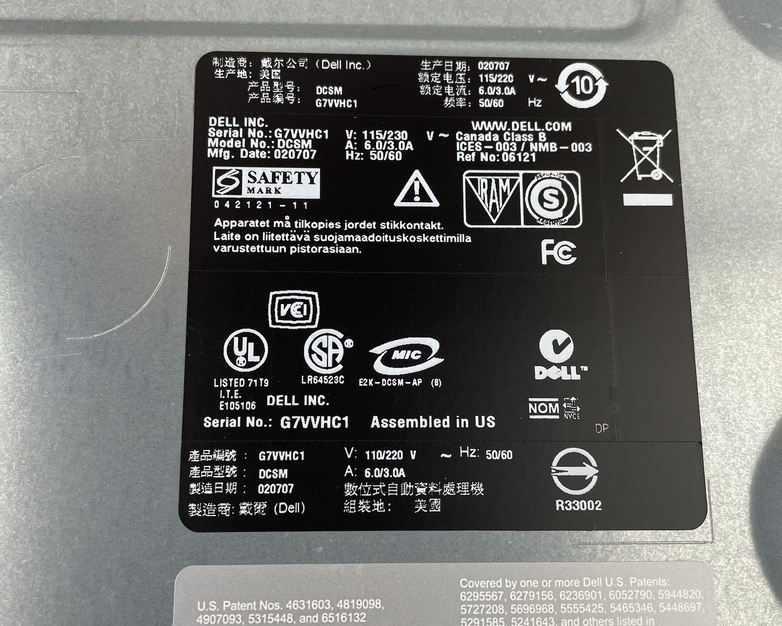 制造商: 戴尔公司 (Dell Inc.)
生产地: 美国
产品型号: DCSM
产品编号: G7VVHC1
生产日期: 020707
额定电压: 115/220 V ~
额定电流: 6.0/3.0A
频率: 50/60 Hz
10
DELL INC.
Serial No.: G7VVHC1
Model No.: DCSM
Mfg. Date: 020707
V: 115/230 V ~
A: 6.0/3.0A
Hz: 50/60
WWW.DELL.COM
Canada Class B
ICES-003 / NMB-003
Ref No: 06121
SAFETY
MARK
042121-11
IRAM
S
Apparatet må tilkoples jordet stikkontakt.
Laite on liitettävä suojamaadoituskoskettimilla
varustettuun pistorasiaan.
FC
VCI
UL
LISTED 71T9
I.T.E.
E105106
SA
LR64523C
MIC
E2K-DCSM-AP (B)
DELL™
NOM
NYCE
DELL INC.
Serial No.: G7VVHC1 Assembled in US
DP
產品編號: G7VVHC1
產品型號: DCSM
製造日期: 020707
製造商: 戴爾 (Dell)
V: 110/220 V ~ Hz: 50/60
A: 6.0/3.0A
數位式自動資料處理機
組裝地: 美國
R33002
U.S. Patent Nos. 4631603, 4819098,
4907093, 5315448, and 6516132
Covered by one or more Dell U.S. Patents:
6295567, 6279156, 6236901, 6052790, 5944820,
5727208, 5696968, 5555425, 5465346, 5448697,
5291585, 5241643, and others listed in